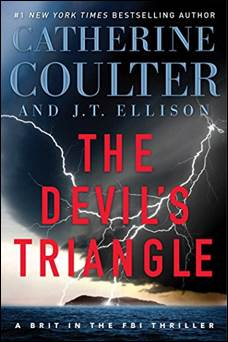 #1 NEW YORK TIMES BESTSELLING AUTHOR
CATHERINE
COULTER
AND J.T. ELLISON
THE
DEVIL'S
TRIANGLE
A BRIT IN THE FBI THRILLER